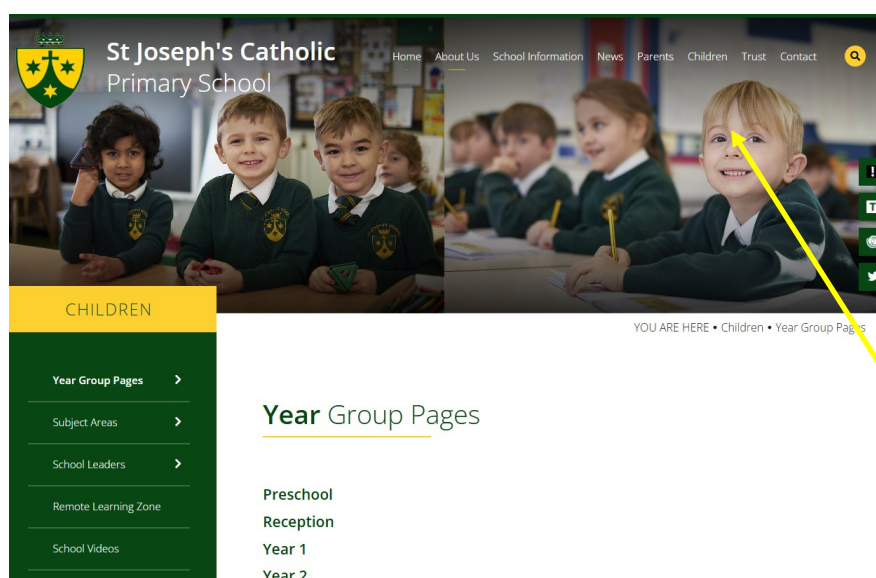 St Joseph's Catholic
Primary School
Home About Us School Information News Parents Children Trust Contact
CHILDREN
YOU ARE HERE • Children • Year Group Pages
Year Group Pages
Subject Areas
School Leaders
Remote Learning Zone
School Videos
Year Group Pages
Preschool
Reception
Year 1
Year 2